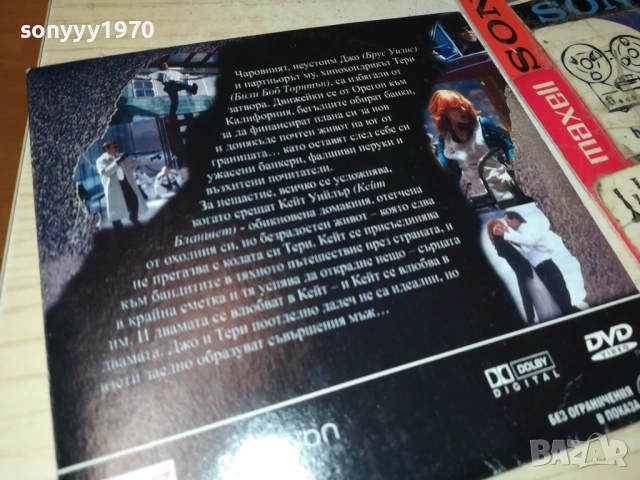 sonyyy1970
Чаровният, неустоим Джо (Брус Уилис)
и партньорът му, хипохондрикът Тери
(Били Боб Торнтън), са избягали от
затвора. Движейки се от Орегон към
Калифорния, бегълците обират банки,
за да финансират плана си за нов
и донякъде почтен живот на юг от
границата... като оставят след себе си
ужасени банкери, фалшиви перуки и
възхитени почитатели.
За нещастие, всичко се усложнява,
когато срещат Кейт Уийлър (Кейт
Бланшет) - обикновена домакиня, отегчена
от охолния си, но безрадостен живот – която едва
не прегазва с колата си Тери. Кейт се присъединява
към бандитите в тяхното пътешествие през страната, и
в крайна сметка и тя успява да открадне нещо – сърцата
им. И двамата се влюбват в Кейт – и Кейт се влюбва в
двамата. Джо и Тери поотделно далеч не са идеални, но
взети заедно образуват съвършения мъж...
DOLBY
DIGITAL
DVD
VIDEO
БЕЗ ОГРАНИЧЕНИЯ
В ПОКАЗА
SON
SON
maxell
BAZAR.bg